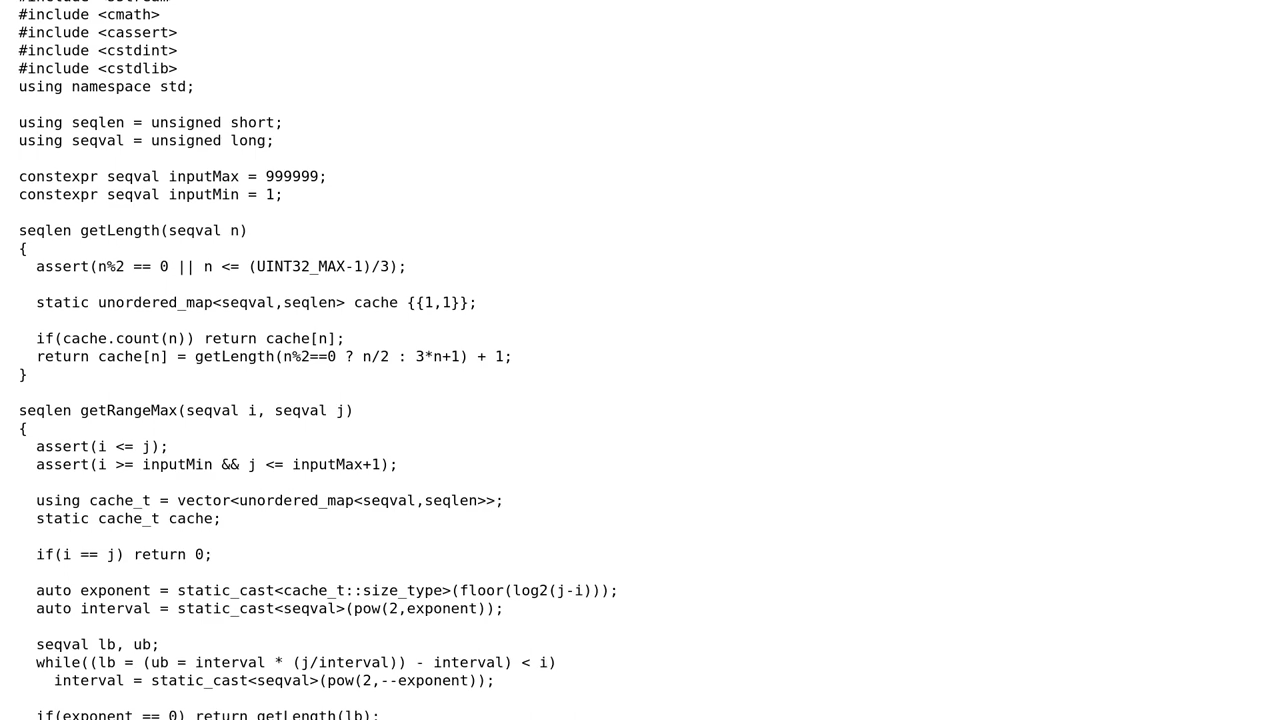 #include <cmath>
#include <cassert>
#include <cstdint>
#include <cstdlib>
using namespace std;

using seqlen = unsigned short;
using seqval = unsigned long;

constexpr seqval inputMax = 999999;
constexpr seqval inputMin = 1;

seqlen getLength(seqval n)
{
  assert(n%2 == 0 || n <= (UINT32_MAX-1)/3);

  static unordered_map<seqval,seqlen> cache {{1,1}};

  if(cache.count(n)) return cache[n];
  return cache[n] = getLength(n%2==0 ? n/2 : 3*n+1) + 1;
}

seqlen getRangeMax(seqval i, seqval j)
{
  assert(i <= j);
  assert(i >= inputMin && j <= inputMax+1);

  using cache_t = vector<unordered_map<seqval,seqlen>>;
  static cache_t cache;

  if(i == j) return 0;

  auto exponent = static_cast<cache_t::size_type>(floor(log2(j-i)));
  auto interval = static_cast<seqval>(pow(2,exponent));

  seqval lb, ub;
  while((lb = (ub = interval * (j/interval)) - interval) < i)
    interval = static_cast<seqval>(pow(2,--exponent));

  if(exponent == 0) return getLength(lb);